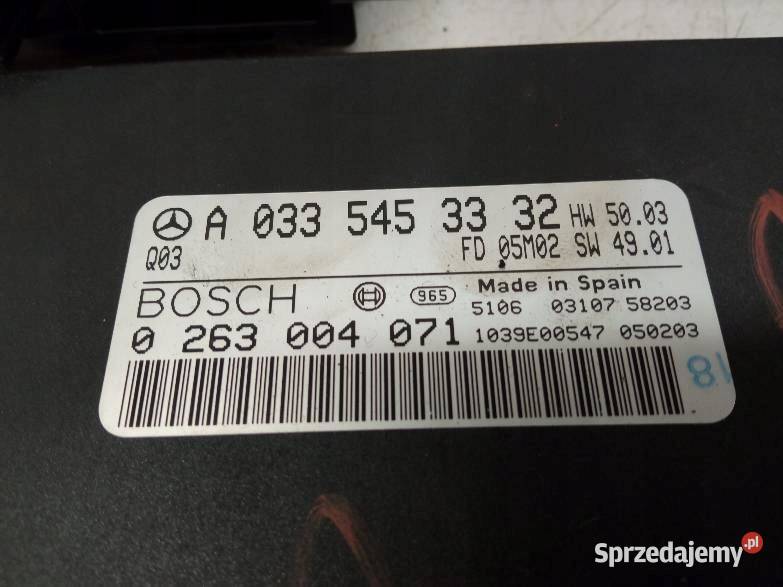 A 033 545 33 32 HW 50.03
Q03 FD 05M02 SW 49.01
BOSCH 965 Made in Spain
5106 03107 58203
0 263 004 071 1039E00547 050203
18
Sprzedajemy.pl